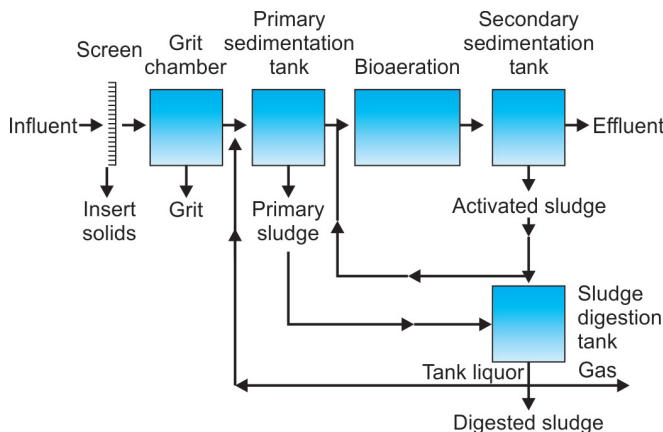 Screen
Grit
chamber
Primary
sedimentation
tank
Bioaeration
Secondary
sedimentation
tank
Influent
Effluent
Insert
solids
Grit
Primary
sludge
Activated sludge
Sludge
digestion
tank
Tank liquor
Gas
Digested sludge